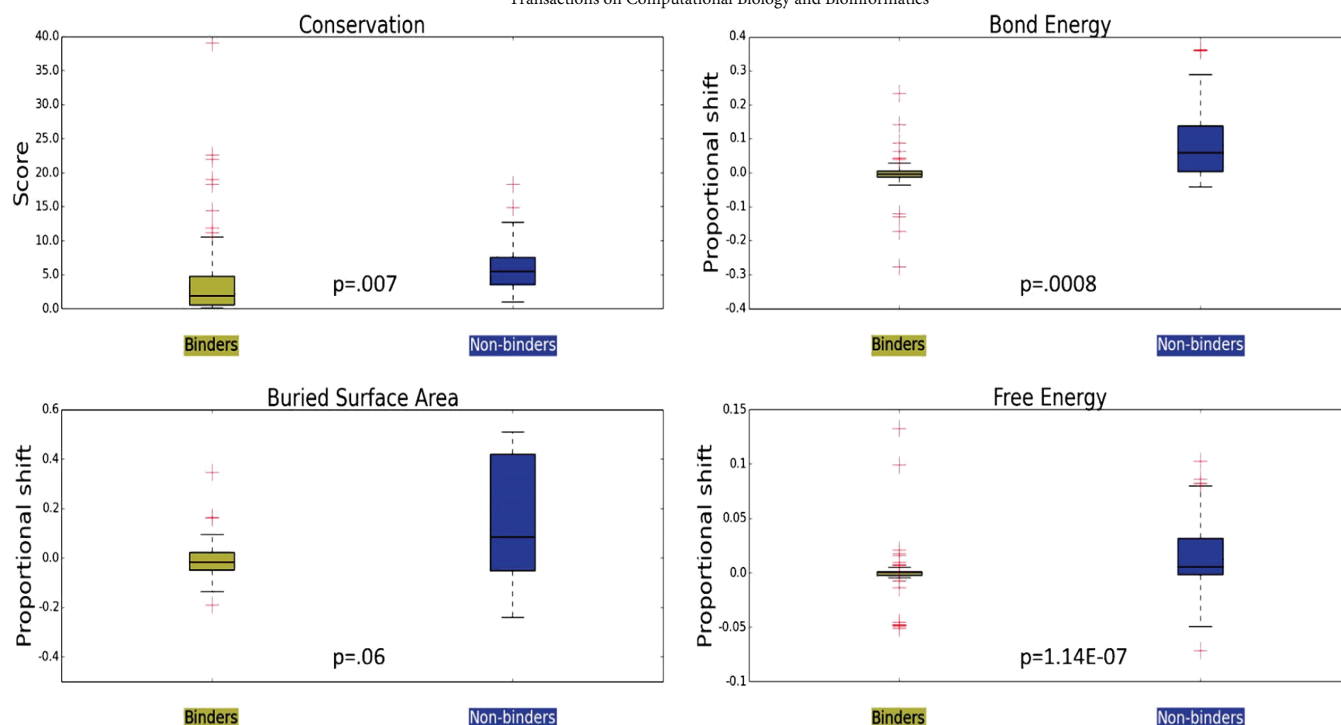 Transactions on Computational Biology and Bioinformatics
Conservation
Score
40.0
35.0
30.0
25.0
20.0
15.0
10.0
5.0
0.0
p=.007
Binders
Non-binders
Bond Energy
Proportional shift
0.4
0.3
0.2
0.1
0.0
-0.1
-0.2
-0.3
-0.4
p=.0008
Binders
Non-binders
Buried Surface Area
Proportional shift
0.6
0.4
0.2
0.0
-0.2
-0.4
p=.06
Binders
Non-binders
Free Energy
Proportional shift
0.15
0.1
0.05
0.0
-0.05
-0.1
p=1.14E-07
Binders
Non-binders